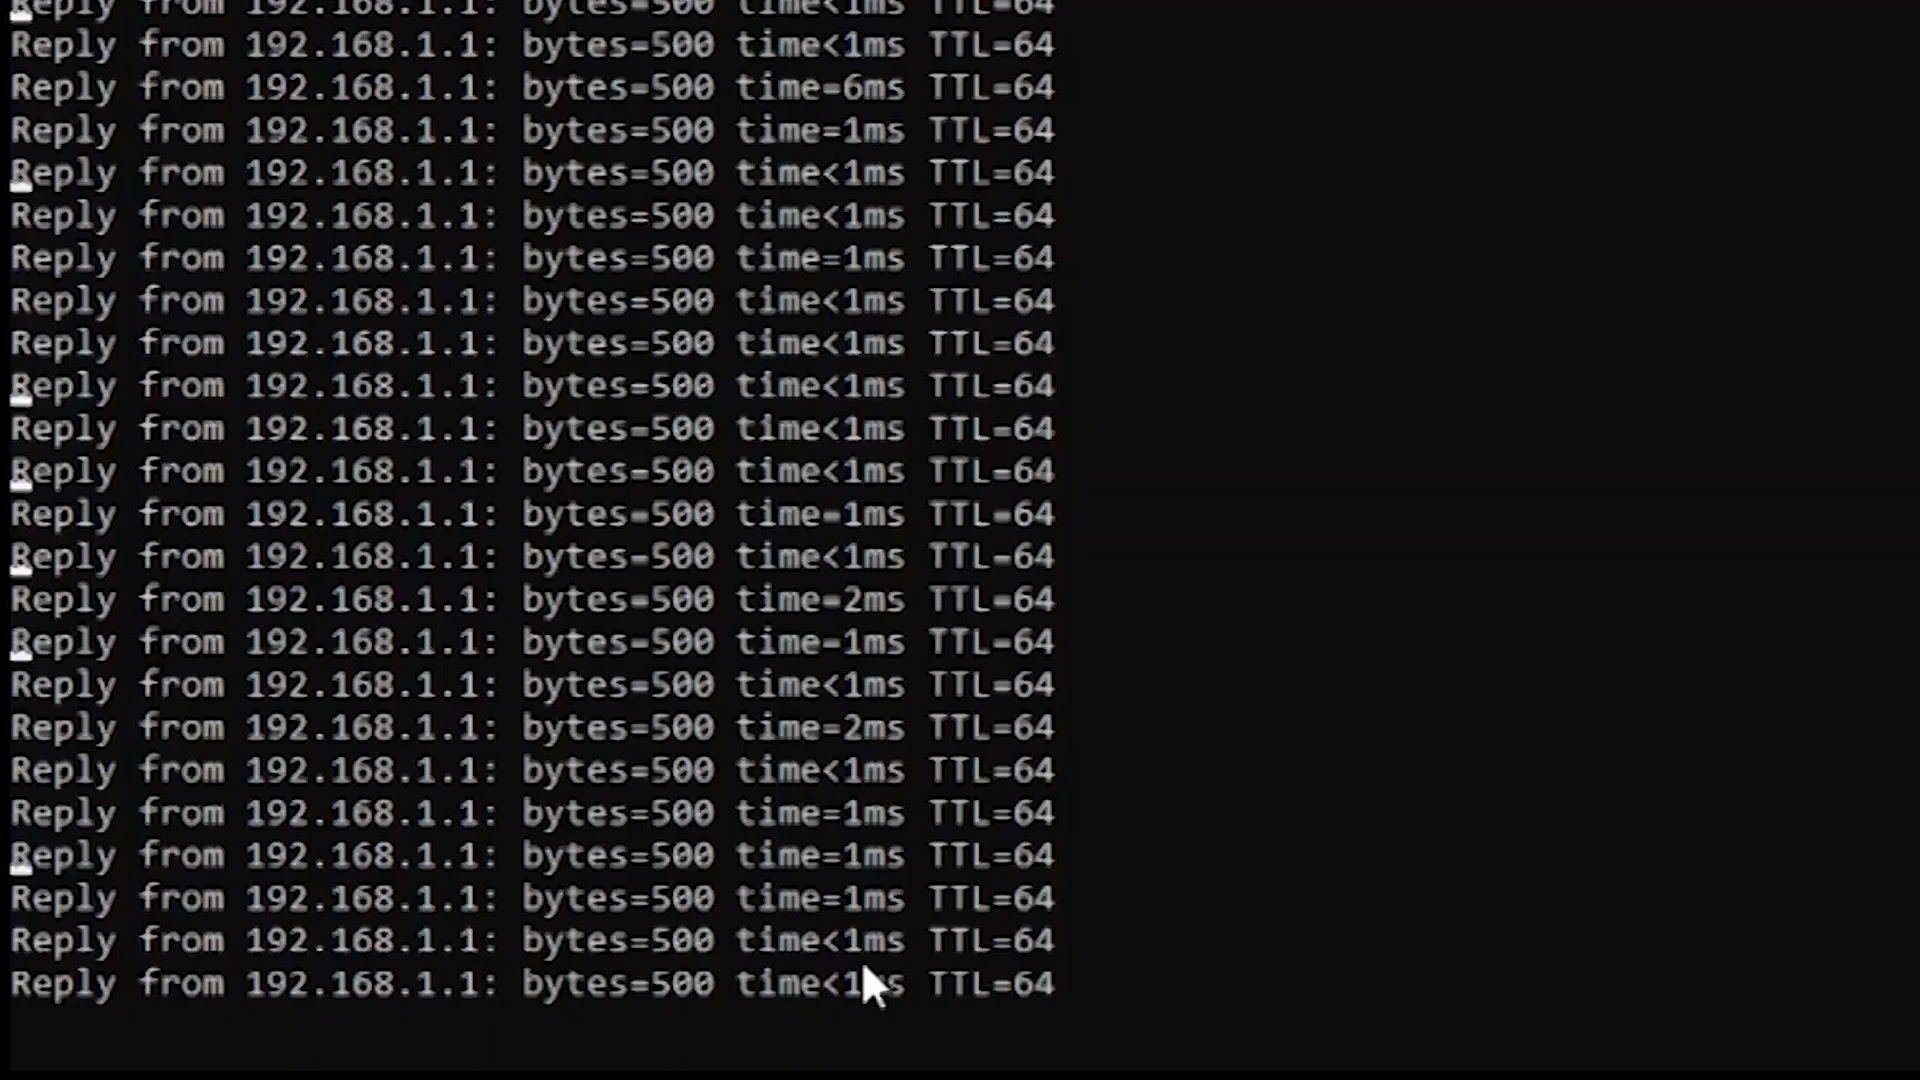 Reply from 192.168.1.1: bytes=500 time<1ms TTL=64
Reply from 192.168.1.1: bytes=500 time<1ms TTL=64
Reply from 192.168.1.1: bytes=500 time=6ms TTL=64
Reply from 192.168.1.1: bytes=500 time=1ms TTL=64
Reply from 192.168.1.1: bytes=500 time<1ms TTL=64
Reply from 192.168.1.1: bytes=500 time<1ms TTL=64
Reply from 192.168.1.1: bytes=500 time=1ms TTL=64
Reply from 192.168.1.1: bytes=500 time<1ms TTL=64
Reply from 192.168.1.1: bytes=500 time<1ms TTL=64
Reply from 192.168.1.1: bytes=500 time<1ms TTL=64
Reply from 192.168.1.1: bytes=500 time<1ms TTL=64
Reply from 192.168.1.1: bytes=500 time<1ms TTL=64
Reply from 192.168.1.1: bytes=500 time=1ms TTL=64
Reply from 192.168.1.1: bytes=500 time<1ms TTL=64
Reply from 192.168.1.1: bytes=500 time=2ms TTL=64
Reply from 192.168.1.1: bytes=500 time=1ms TTL=64
Reply from 192.168.1.1: bytes=500 time<1ms TTL=64
Reply from 192.168.1.1: bytes=500 time=2ms TTL=64
Reply from 192.168.1.1: bytes=500 time<1ms TTL=64
Reply from 192.168.1.1: bytes=500 time=1ms TTL=64
Reply from 192.168.1.1: bytes=500 time=1ms TTL=64
Reply from 192.168.1.1: bytes=500 time=1ms TTL=64
Reply from 192.168.1.1: bytes=500 time<1ms TTL=64
Reply from 192.168.1.1: bytes=500 time<1ms TTL=64